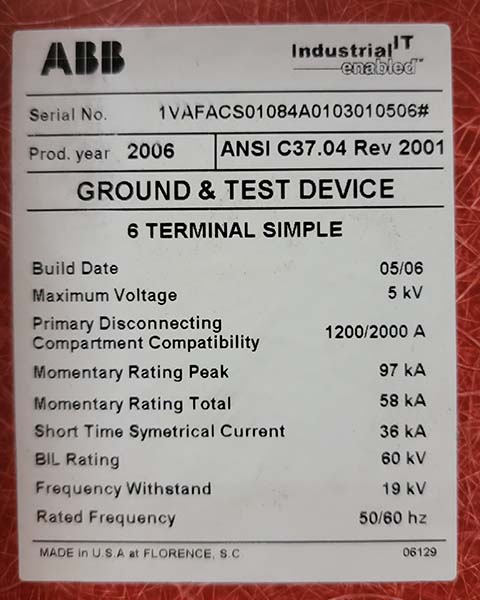 ABB
Industrial IT
enabled™
Serial No. 1VAFACS01084A0103010506#
Prod. year 2006 ANSI C37.04 Rev 2001
GROUND & TEST DEVICE
6 TERMINAL SIMPLE
Build Date 05/06
Maximum Voltage 5 kV
Primary Disconnecting
Compartment Compatibility 1200/2000 A
Momentary Rating Peak 97 kA
Momentary Rating Total 58 kA
Short Time Symetrical Current 36 kA
BIL Rating 60 kV
Frequency Withstand 19 kV
Rated Frequency 50/60 hz
MADE in U.S.A at FLORENCE, S.C 06129